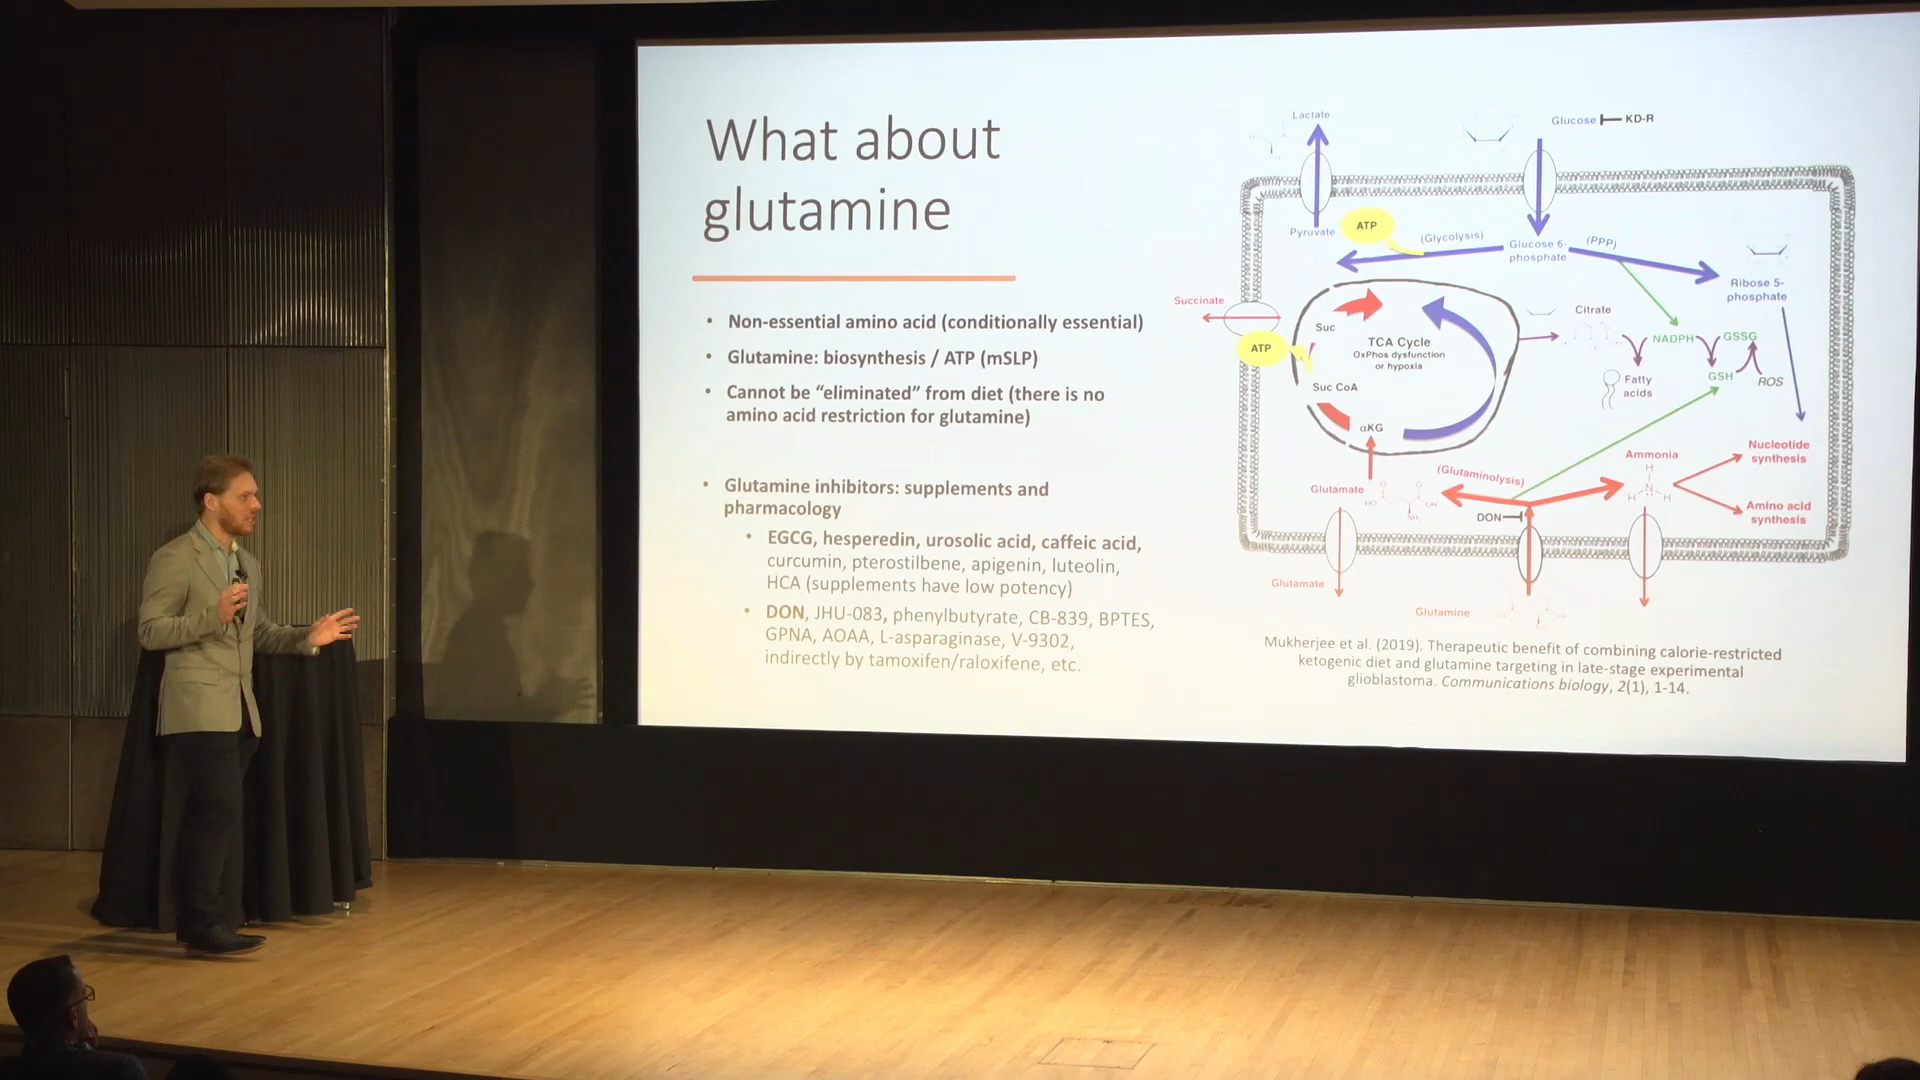 What about
glutamine
• Non-essential amino acid (conditionally essential)
• Glutamine: biosynthesis / ATP (mSLP)
• Cannot be “eliminated” from diet (there is no
amino acid restriction for glutamine)
• Glutamine inhibitors: supplements and
pharmacology
• EGCG, hesperedin, urosolic acid, caffeic acid,
curcumin, pterostilbene, apigenin, luteolin,
HCA (supplements have low potency)
• DON, JHU-083, phenylbutyrate, CB-839, BPTES,
GPNA, AOAA, L-asparaginase, V-9302,
indirectly by tamoxifen/raloxifene, etc.
Lactate
Glucose
KD-R
Pyruvate
ATP
(Glycolysis)
Glucose 6-
phosphate
(PPP)
Ribose 5-
phosphate
Succinate
ATP
Suc
TCA Cycle
OxPhos dysfunction
or hypoxia
Suc CoA
αKG
Citrate
NADPH
GSSG
GSH
ROS
Fatty
acids
Nucleotide
synthesis
Ammonia
H
N
H H
Amino acid
synthesis
(Glutaminolysis)
Glutamate
DON
Glutamate
Glutamine
Mukherjee et al. (2019). Therapeutic benefit of combining calorie-restricted
ketogenic diet and glutamine targeting in late-stage experimental
glioblastoma. Communications biology, 2(1), 1-14.